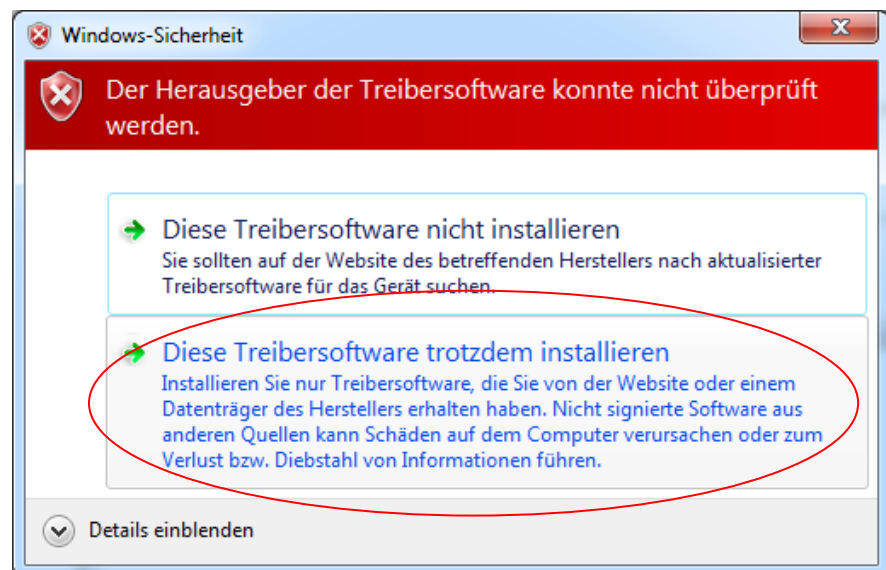 Windows-Sicherheit
Der Herausgeber der Treibersoftware konnte nicht überprüft
werden.
Diese Treibersoftware nicht installieren
Sie sollten auf der Website des betreffenden Herstellers nach aktualisierter
Treibersoftware für das Gerät suchen.
Diese Treibersoftware trotzdem installieren
Installieren Sie nur Treibersoftware, die Sie von der Website oder einem
Datenträger des Herstellers erhalten haben. Nicht signierte Software aus
anderen Quellen kann Schäden auf dem Computer verursachen oder zum
Verlust bzw. Diebstahl von Informationen führen.
Details einblenden